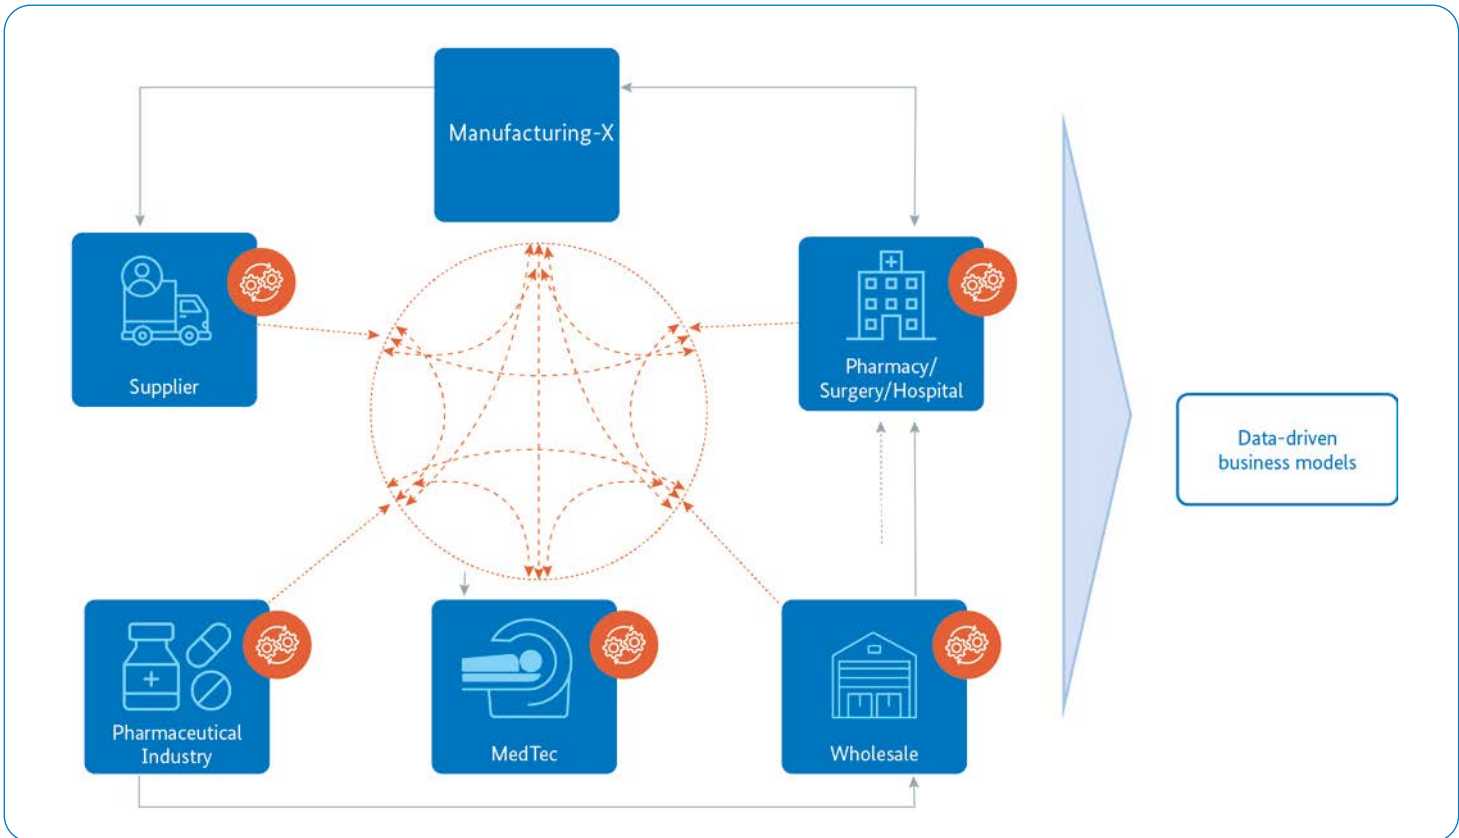 Manufacturing-X
Supplier
Pharmacy/
Surgery/Hospital
Data-driven
business models
Pharmaceutical
Industry
MedTec
Wholesale